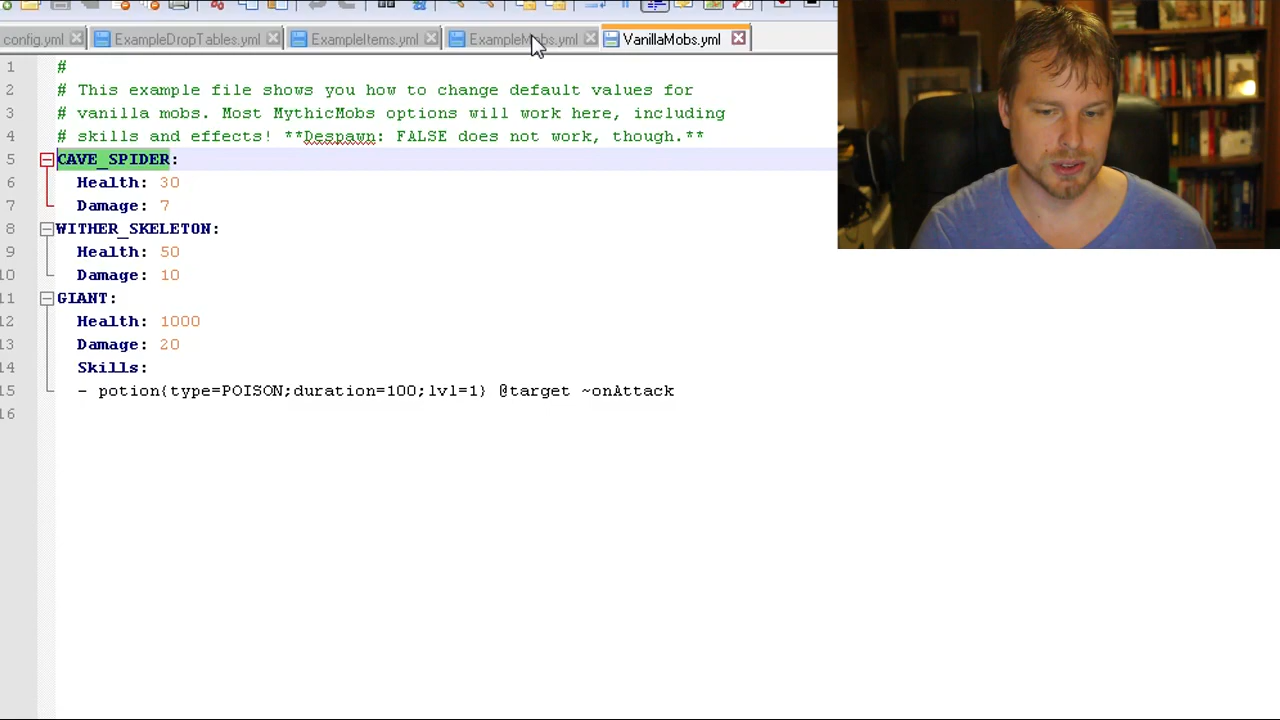 config.yml ExampleDropTables.yml ExampleItems.yml ExampleMobs.yml VanillaMobs.yml
1 #
2 # This example file shows you how to change default values for
3 # vanilla mobs. Most MythicMobs options will work here, including
4 # skills and effects! **Despawn: FALSE does not work, though.**
5 CAVE_SPIDER:
6 Health: 30
7 Damage: 7
8 WITHER_SKELETON:
9 Health: 50
10 Damage: 10
11 GIANT:
12 Health: 1000
13 Damage: 20
14 Skills:
15 - potion{type=POISON;duration=100;lvl=1} @target ~onAttack
16